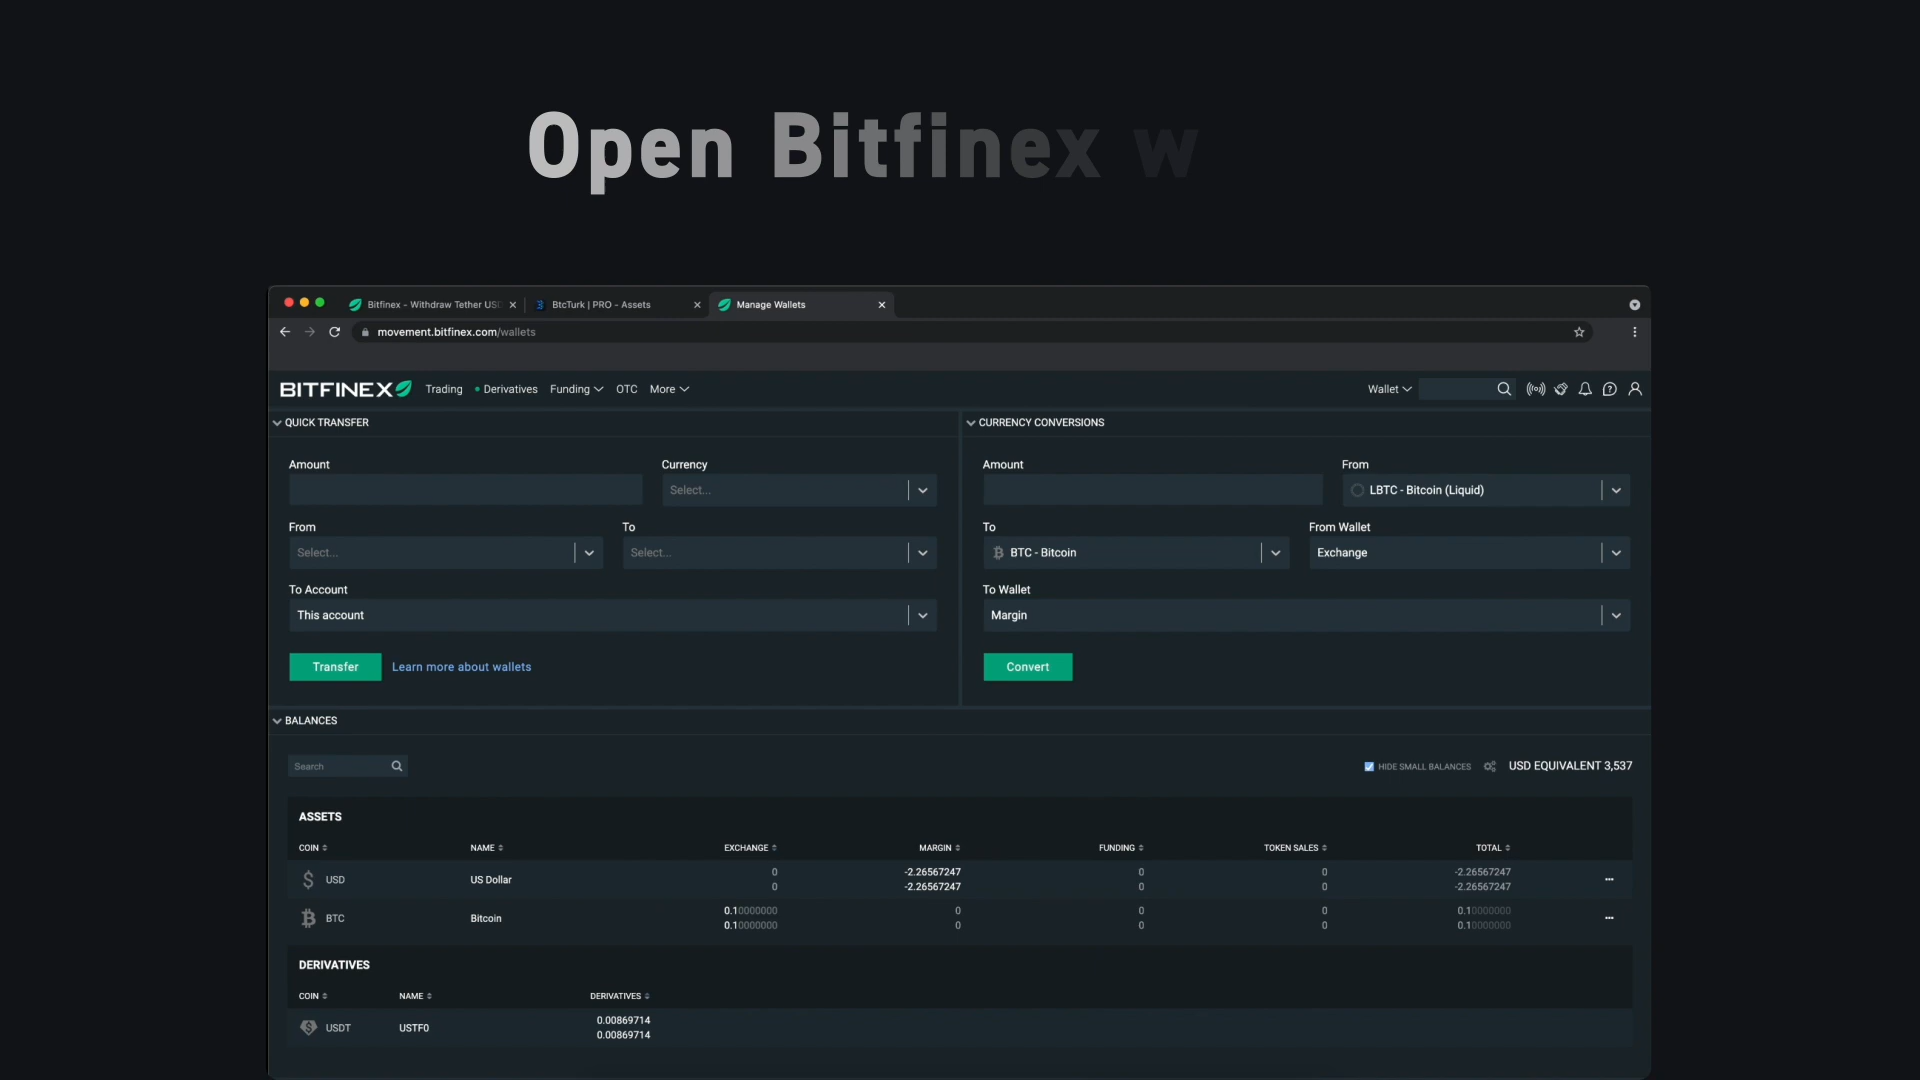 Open Bitfinex w
Bitfinex - Withdraw Tether US
BtcTurk | PRO - Assets
Manage Wallets
movement.bitfinex.com/wallets
BITFINEX Trading Derivatives Funding OTC More Wallet
QUICK TRANSFER
Amount Currency
Select...
From To
Select... Select...
To Account
This account
Transfer Learn more about wallets
CURRENCY CONVERSIONS
Amount From
LBTC - Bitcoin (Liquid)
To From Wallet
BTC - Bitcoin Exchange
To Wallet
Margin
Convert
BALANCES
Search HIDE SMALL BALANCES USD EQUIVALENT 3,537
ASSETS
COIN NAME EXCHANGE MARGIN FUNDING TOKEN SALES TOTAL
0 -2.26567247 0 0 -2.26567247
USD US Dollar
0 -2.26567247 0 0 -2.26567247
0.10000000 0 0 0 0.10000000
BTC Bitcoin
0.10000000 0 0 0 0.10000000
DERIVATIVES
COIN NAME DERIVATIVES
0.00869714
USDT USTF0
0.00869714